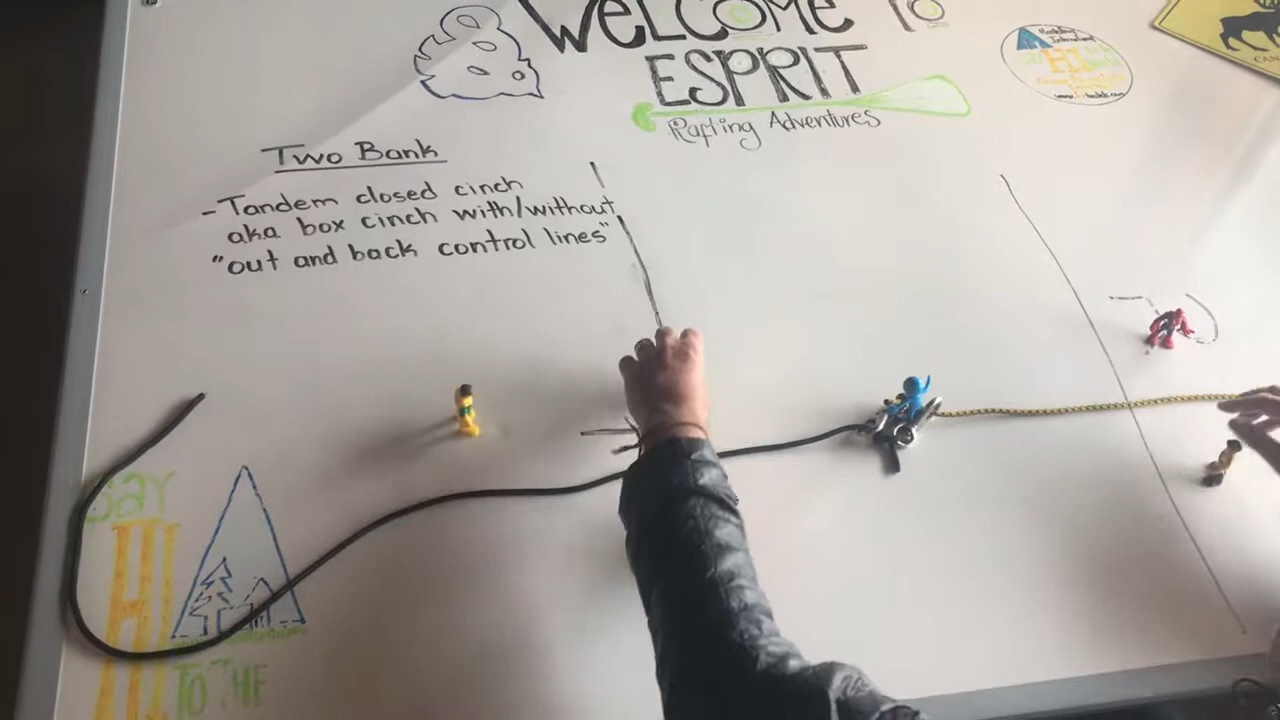 WELCOME TO
ESPRIT
Rafting Adventures
Two Bank
- Tandem closed cinch
aka box cinch with/without
"out and back control lines"
SAY
HI
TO THE
HI